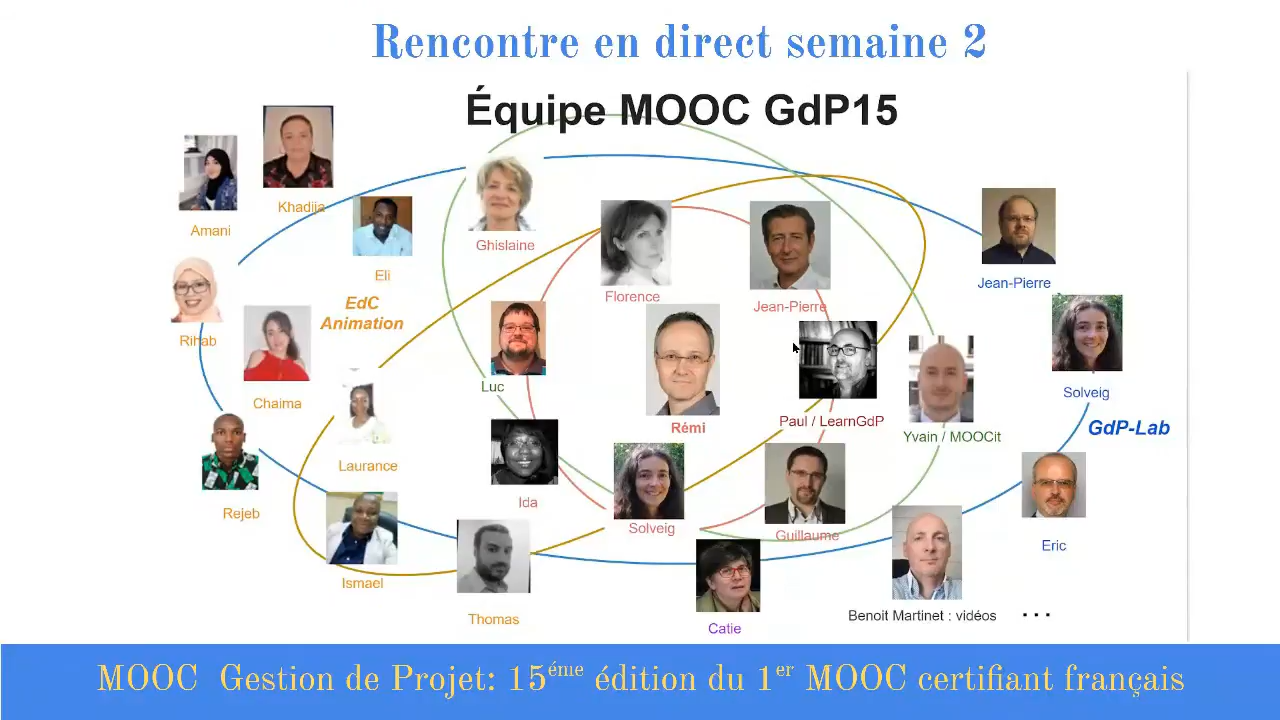 Rencontre en direct semaine 2
Équipe MOOC GdP15
Khadija
Amani
Eli
Ghislaine
Florence
Jean-Pierre
Jean-Pierre
EdC
Animation
Rihab
Chaima
Luc
Rémi
Paul / LearnGdP
Yvain / MOOCit
Solveig
GdP-Lab
Laurance
Rejeb
Ida
Solveig
Guillaume
Eric
Ismael
Thomas
Catie
Benoit Martinet : vidéos
...
MOOC Gestion de Projet: 15éme édition du 1er MOOC certifiant français